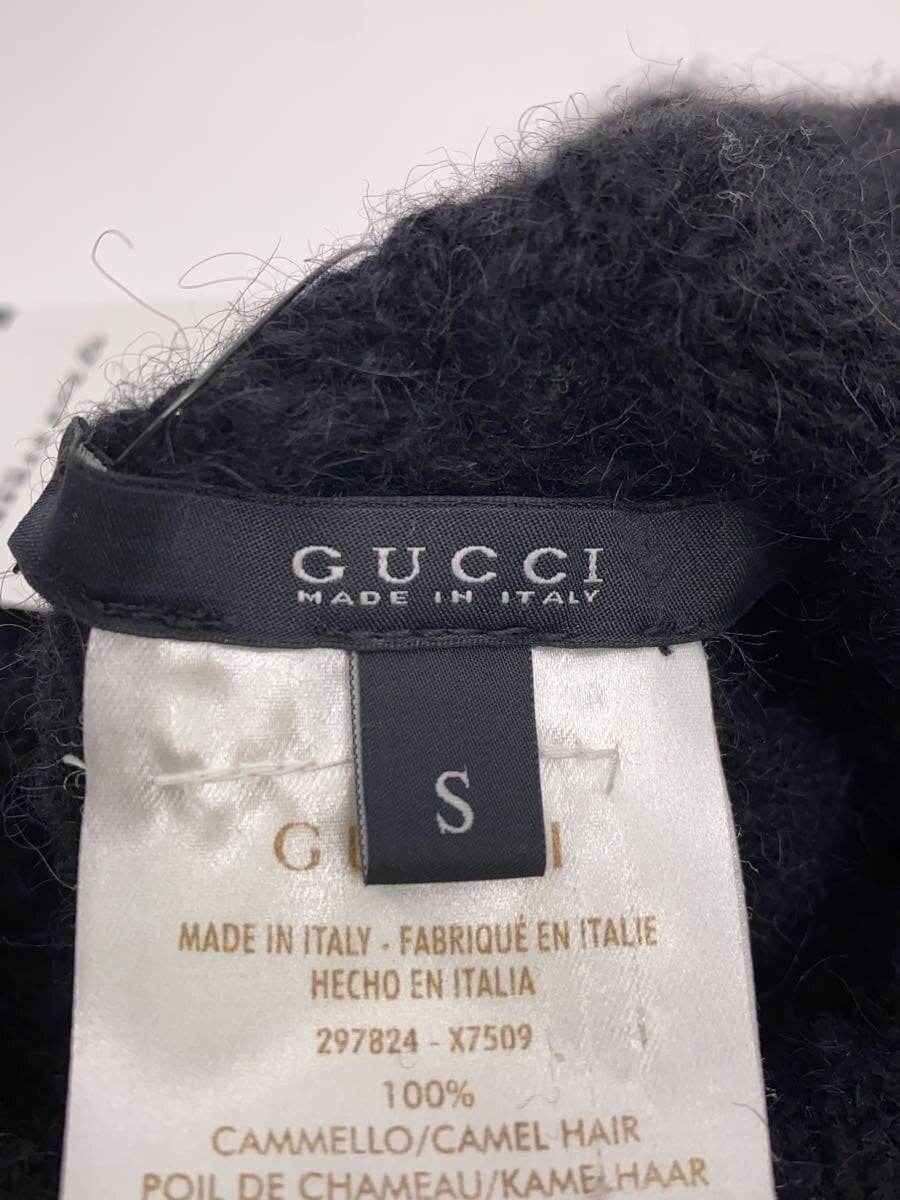 GUCCI
MADE IN ITALY
S
MADE IN ITALY - FABRIQUÉ EN ITALIE
HECHO EN ITALIA
297824 - X7509
100%
CAMMELLO/CAMEL HAIR
POIL DE CHAMEAU/KAMELHAAR